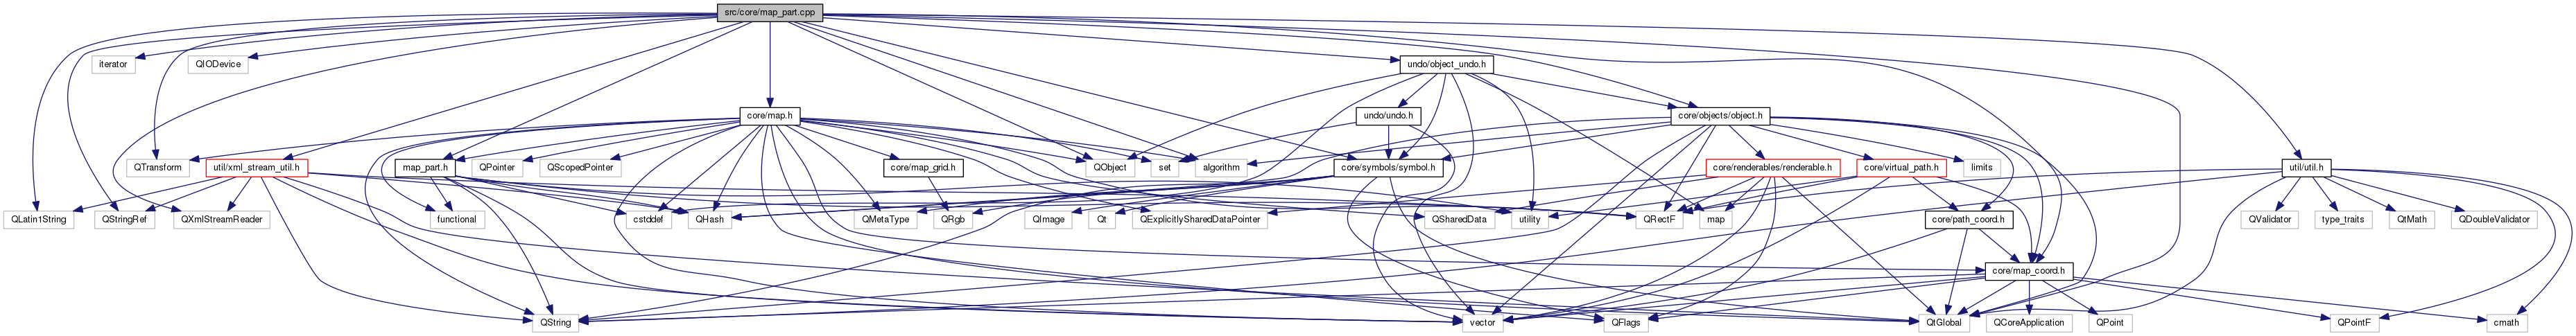 src/core/map_part.cpp
iterator
QIODevice
undo/object_undo.h
core/map.h
undo/undo.h
core/objects/object.h
QTransform
util/xml_stream_util.h
map_part.h
QPointer
QScopedPointer
core/map_grid.h
QObject
set
algorithm
core/symbols/symbol.h
core/renderables/renderable.h
core/virtual_path.h
limits
util/util.h
QLatin1String
QStringRef
QXmlStreamReader
functional
cstddef
QHash
QMetaType
QRgb
QImage
Qt
QExplicitlySharedDataPointer
QSharedData
utility
QRectF
map
core/path_coord.h
QValidator
type_traits
QtMath
QDoubleValidator
core/map_coord.h
QString
vector
QFlags
QtGlobal
QCoreApplication
QPoint
QPointF
cmath